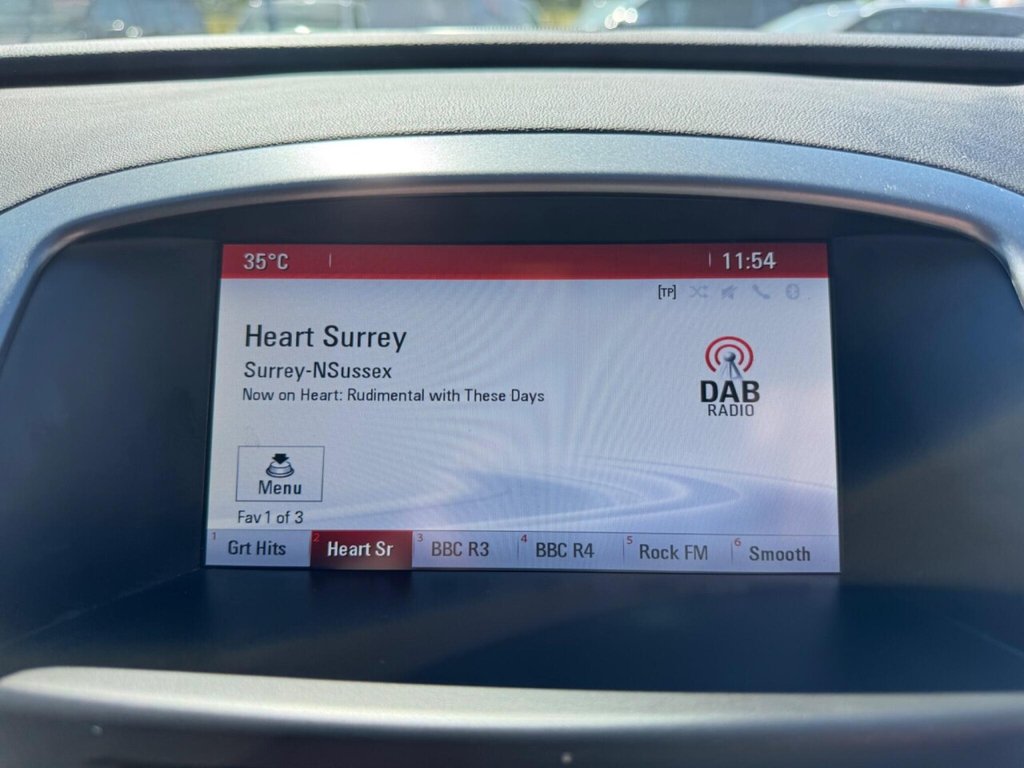 35°C 11:54
[TP]
Heart Surrey
Surrey-NSussex
Now on Heart: Rudimental with These Days
DAB
RADIO
Menu
Fav 1 of 3
1 Grt Hits 2 Heart Sr 3 BBC R3 4 BBC R4 5 Rock FM 6 Smooth